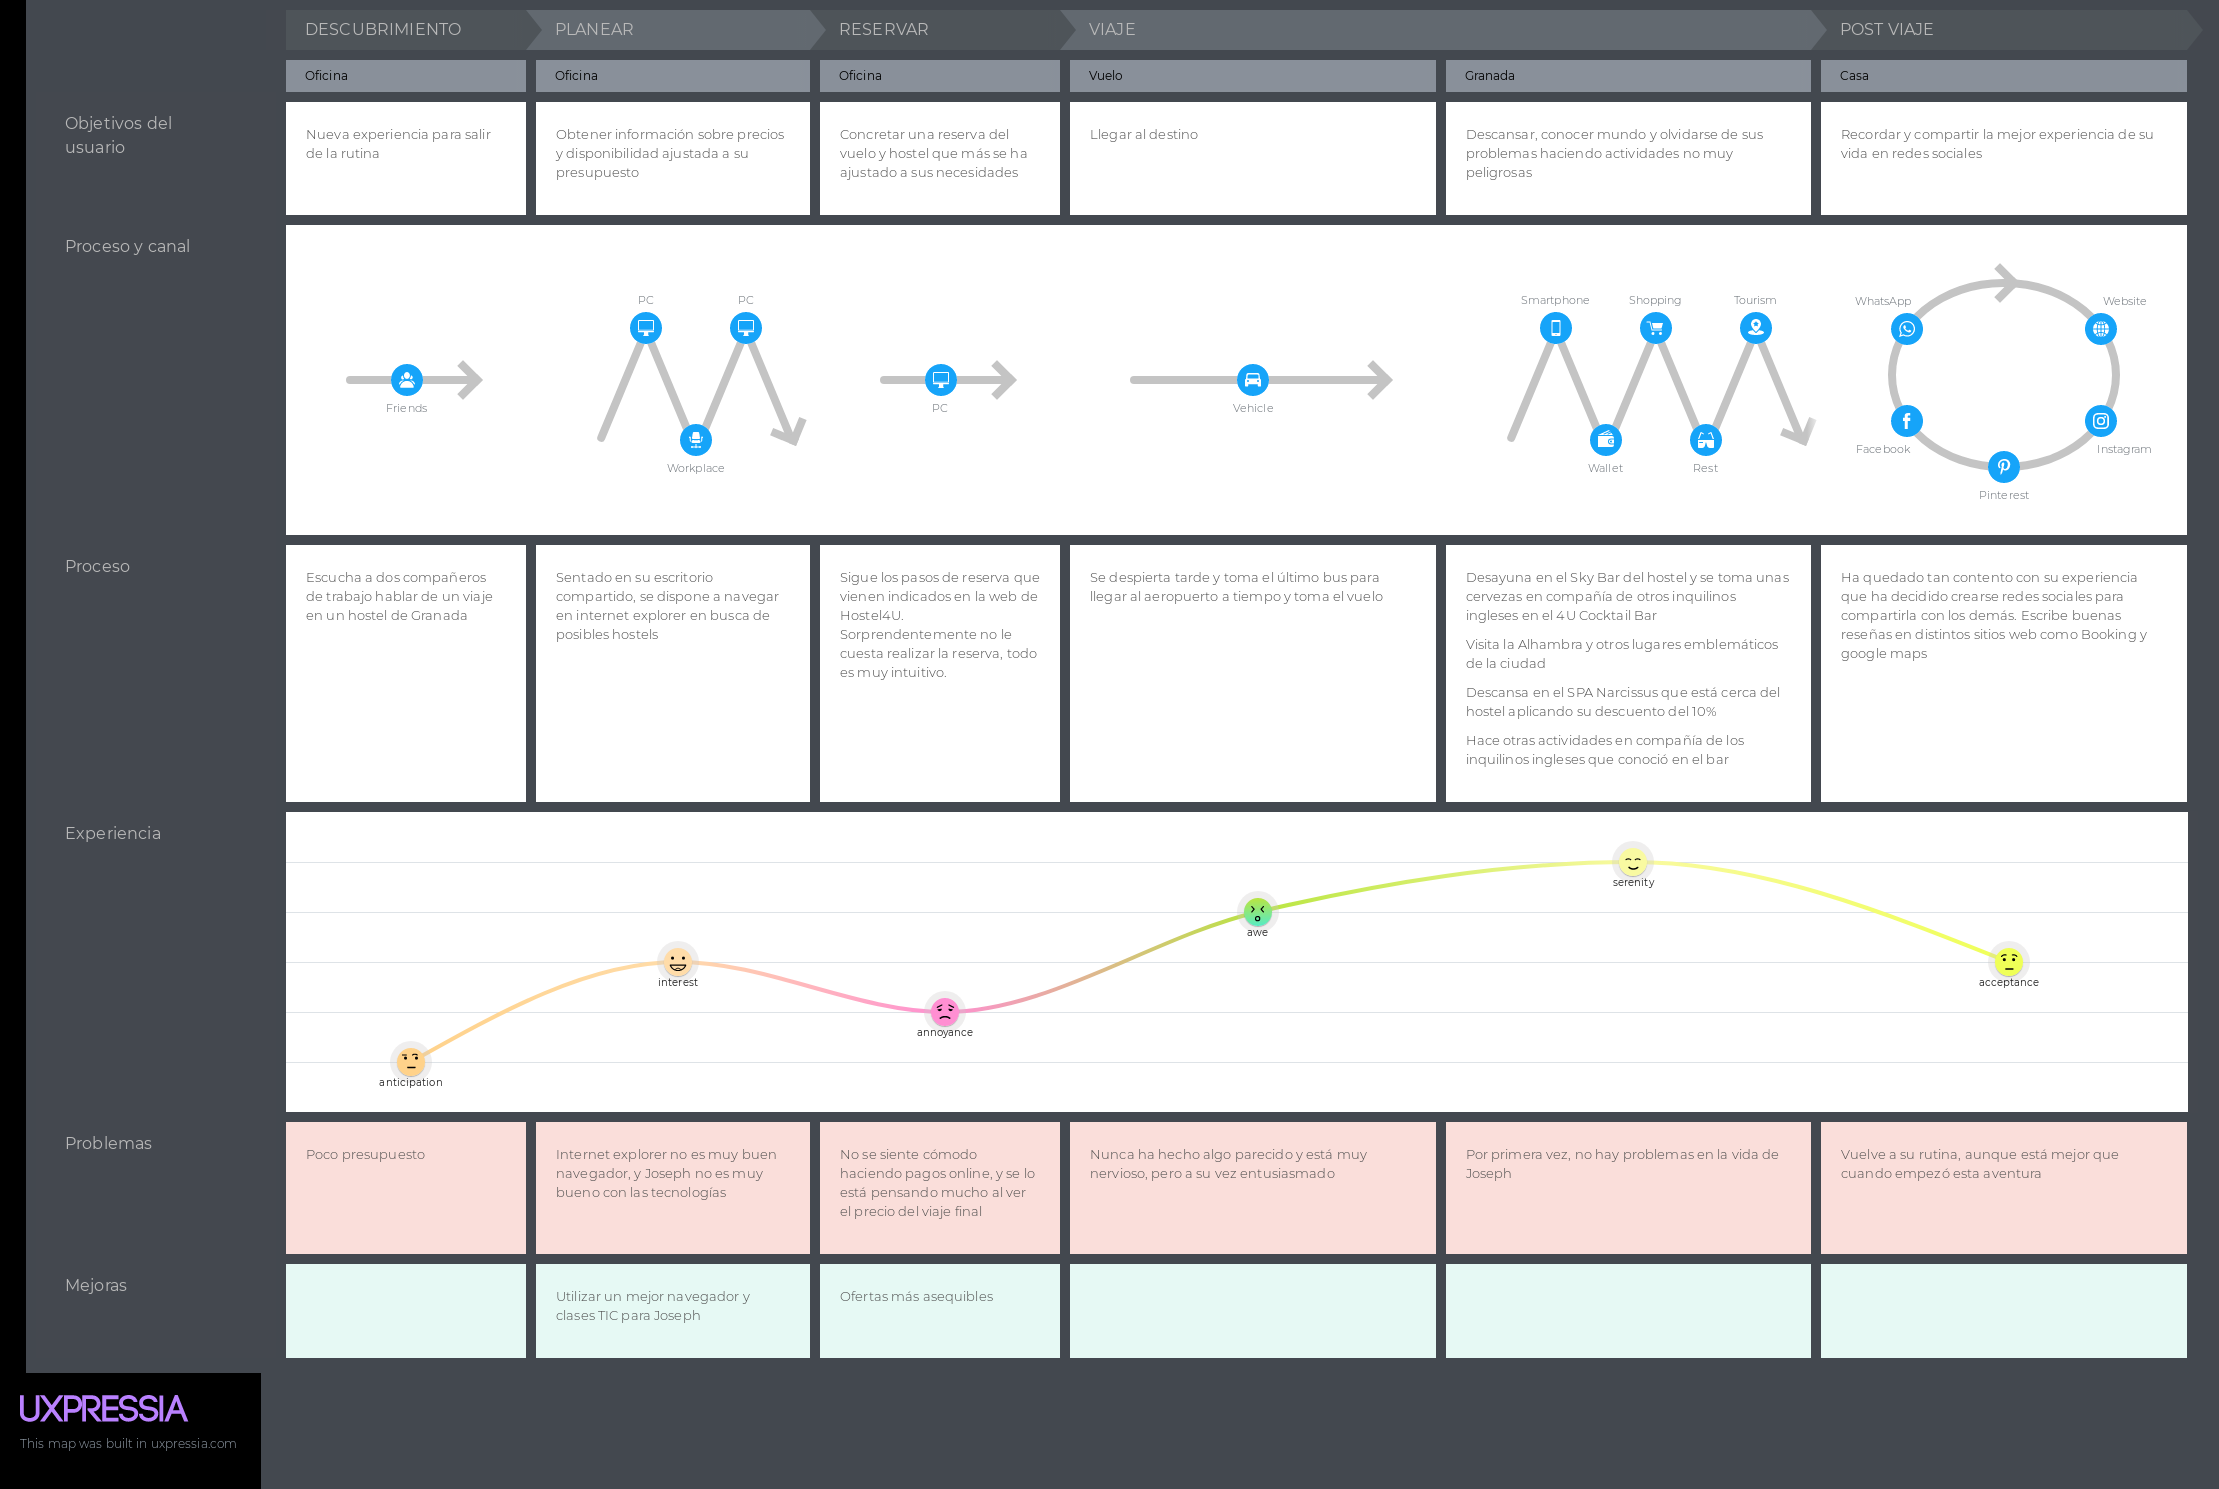 DESCUBRIMIENTO
PLANEAR
RESERVAR
VIAJE
POST VIAJE
Oficina
Oficina
Oficina
Vuelo
Granada
Casa
Objetivos del
usuario
Nueva experiencia para salir
de la rutina
Obtener información sobre precios
y disponibilidad ajustada a su
presupuesto
Concretar una reserva del
vuelo y hostel que más se ha
ajustado a sus necesidades
Llegar al destino
Descansar, conocer mundo y olvidarse de sus
problemas haciendo actividades no muy
peligrosas
Recordar y compartir la mejor experiencia de su
vida en redes sociales
Proceso y canal
Friends
PC
PC
Workplace
PC
Vehicle
Smartphone
Shopping
Tourism
Wallet
Rest
WhatsApp
Website
Facebook
Instagram
Pinterest
Proceso
Escucha a dos compañeros
de trabajo hablar de un viaje
en un hostel de Granada
Sentado en su escritorio
compartido, se dispone a navegar
en internet explorer en busca de
posibles hostels
Sigue los pasos de reserva que
vienen indicados en la web de
Hostel4U.
Sorprendentemente no le
cuesta realizar la reserva, todo
es muy intuitivo.
Se despierta tarde y toma el último bus para
llegar al aeropuerto a tiempo y toma el vuelo
Desayuna en el Sky Bar del hostel y se toma unas
cervezas en compañía de otros inquilinos
ingleses en el 4U Cocktail Bar
Visita la Alhambra y otros lugares emblemáticos
de la ciudad
Descansa en el SPA Narcissus que está cerca del
hostel aplicando su descuento del 10%
Hace otras actividades en compañía de los
inquilinos ingleses que conoció en el bar
Ha quedado tan contento con su experiencia
que ha decidido crearse redes sociales para
compartirla con los demás. Escribe buenas
reseñas en distintos sitios web como Booking y
google maps
Experiencia
anticipation
interest
annoyance
awe
serenity
acceptance
Problemas
Poco presupuesto
Internet explorer no es muy buen
navegador, y Joseph no es muy
bueno con las tecnologías
No se siente cómodo
haciendo pagos online, y se lo
está pensando mucho al ver
el precio del viaje final
Nunca ha hecho algo parecido y está muy
nervioso, pero a su vez entusiasmado
Por primera vez, no hay problemas en la vida de
Joseph
Vuelve a su rutina, aunque está mejor que
cuando empezó esta aventura
Mejoras
Utilizar un mejor navegador y
clases TIC para Joseph
Ofertas más asequibles
UXPRESSIA
This map was built in uxpressia.com